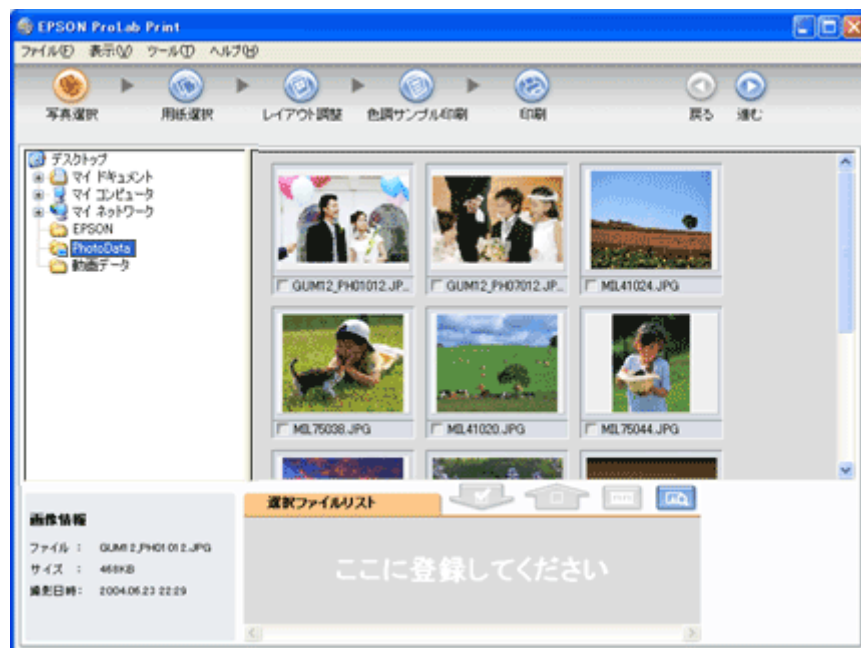 EPSON ProLab Print
ファイル(F) 表示(V) ツール(T) ヘルプ(H)
写真選択 用紙選択 レイアウト調整 色調サンプル印刷 印刷 戻る 進む
デスクトップ
マイ ドキュメント
マイ コンピュータ
マイ ネットワーク
EPSON
PhotoData
動画データ
GUM12_PH01012.JP... GUM12_PH07012.JP... MIL41024.JPG
MIL75038.JPG MIL41020.JPG MIL75044.JPG
選択ファイルリスト
画像情報
ファイル : GUM12_PH01012.JPG
サイズ : 468KB
撮影日時: 2004.06.23 22:29
ここに登録してください